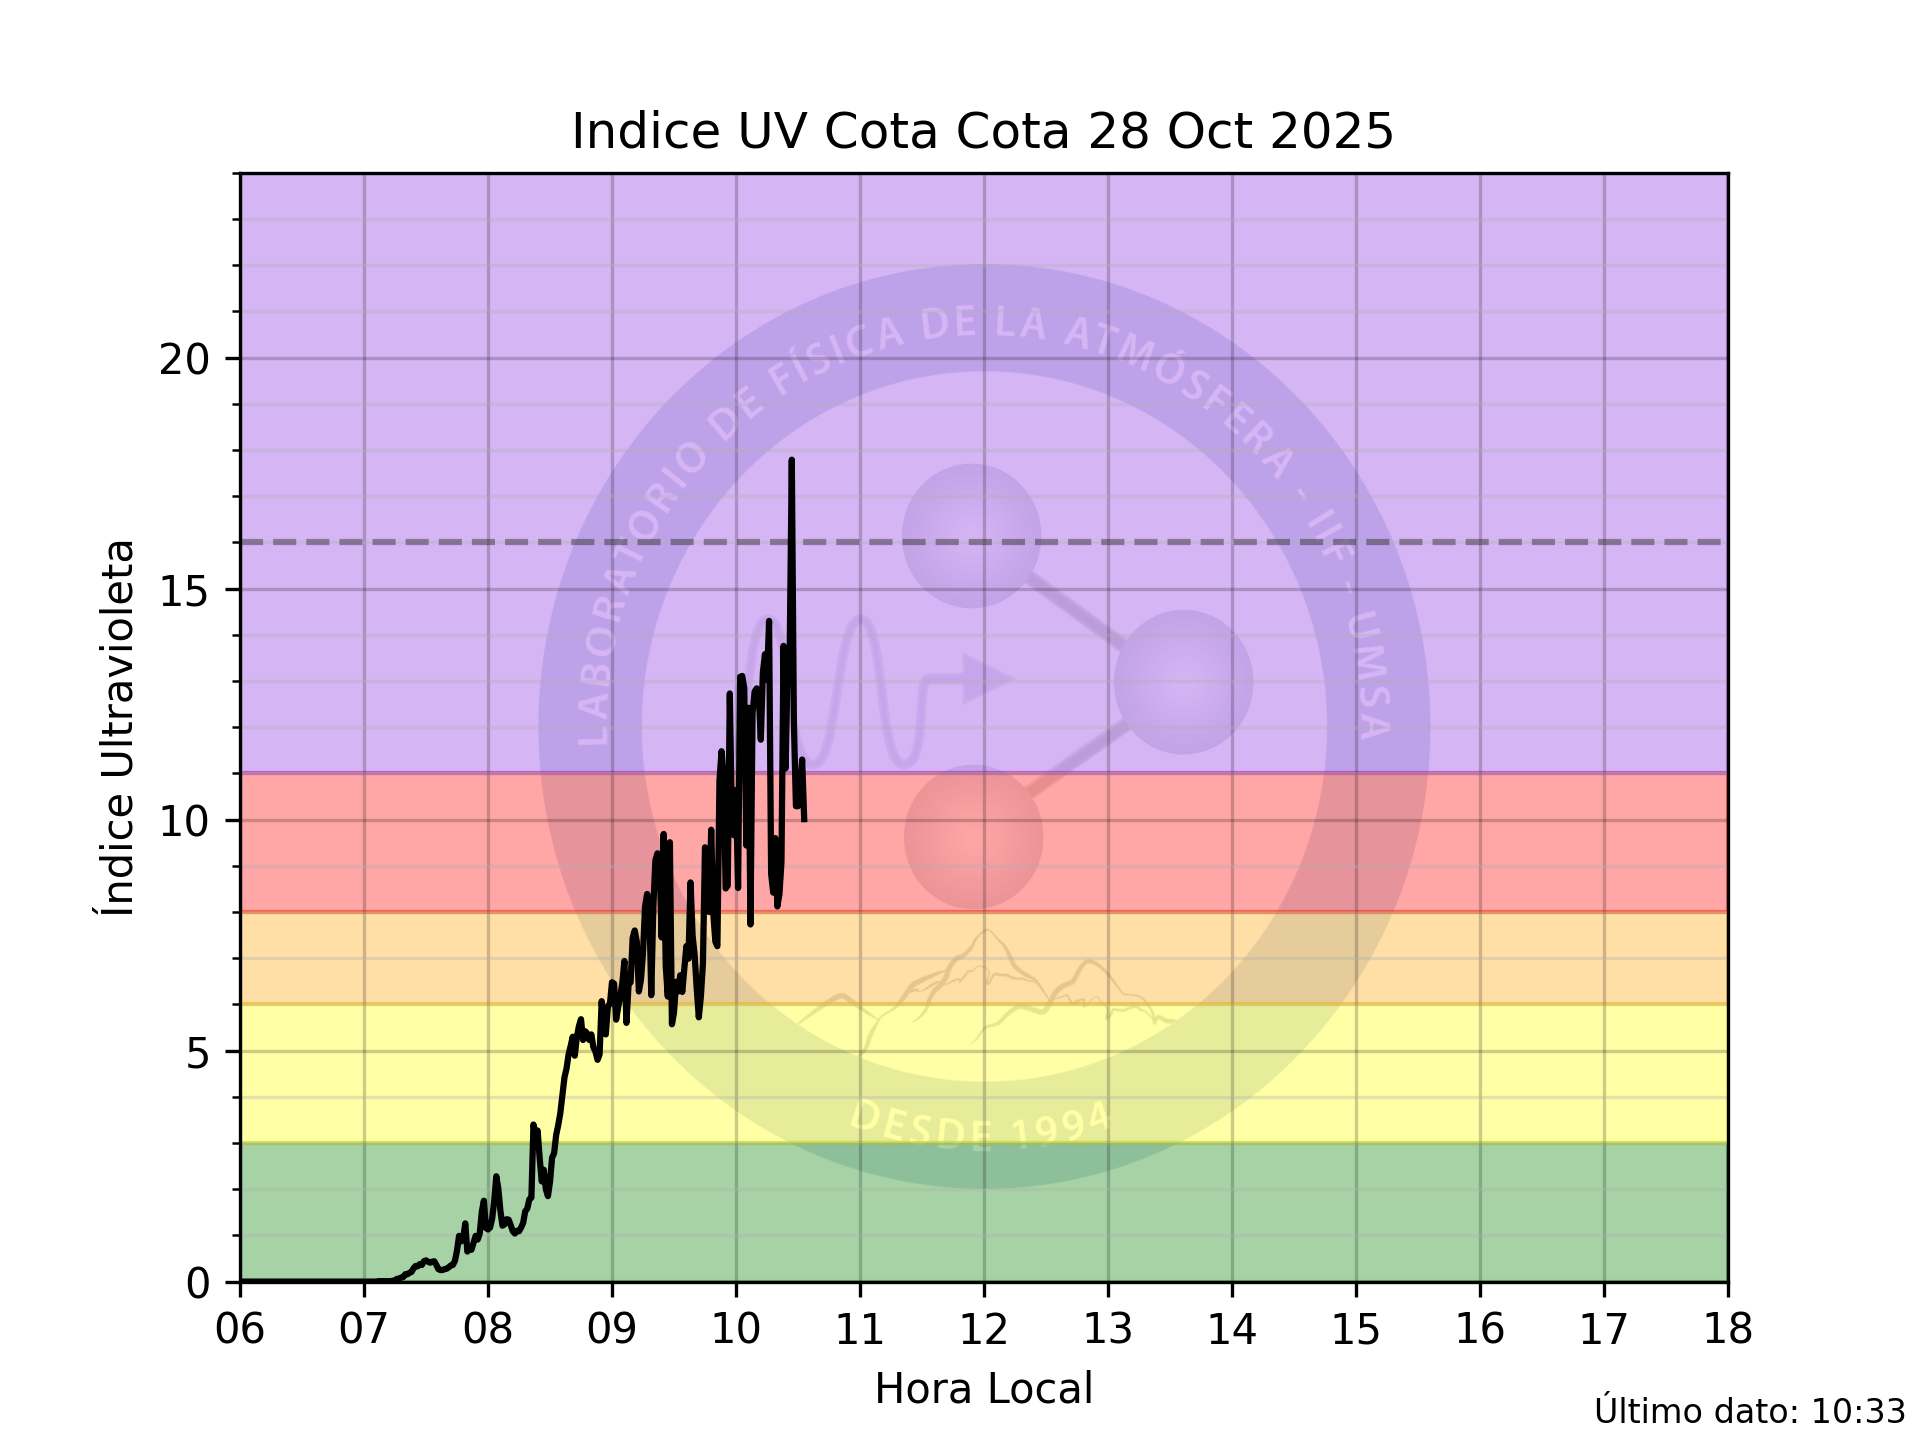 Indice UV Cota Cota 28 Oct 2025
20
15
10
5
0
Índice Ultravioleta
LABORATORIO DE FÍSICA DE LA ATMÓSFERA - IIF - UMSA
DESDE 1994
06 07 08 09 10 11 12 13 14 15 16 17 18
Hora Local
Último dato: 10:33